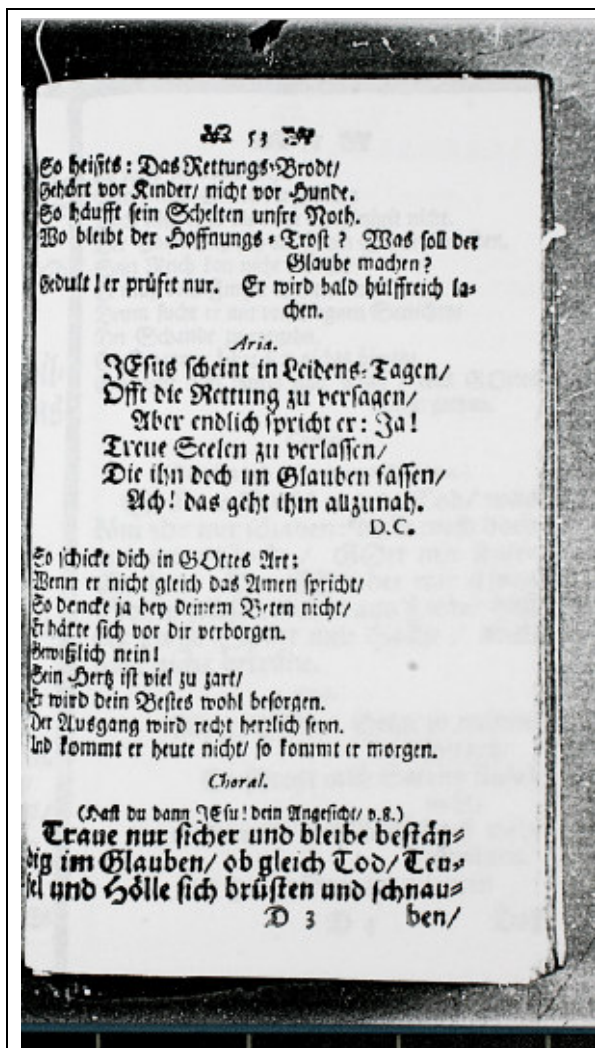 53
So heists: Das Rettungs-Brodt/
Gehört vor Kinder/ nicht vor Hunde.
So häufft sein Schelten unsre Noth.
Wo bleibt der Hoffnungs-Trost? Was soll der
Glaube machen?
Gedult! er prüfet nur. Er wird bald hülffreich la-
chen.
Aria.
JEsus scheint in Leidens-Tagen/
Offt die Rettung zu versagen/
Aber endlich spricht er: Ja!
Treue Seelen zu verlassen/
Die ihn doch im Glauben fassen/
Ach! das geht ihm allzunah.
D.C.
So schicke dich in GOttes Art:
Wenn er nicht gleich das Amen spricht/
So dencke ja bey deinem Beten nicht/
Er hätte sich vor dir verborgen.
Gewißlich nein!
Sein Hertz ist viel zu zart/
Er wird dein Bestes wohl besorgen.
Der Ausgang wird recht herzlich seyn.
Und kommt er heute nicht/ so kommt er morgen.
Choral.
(Hast du dann JEsu! dein Angesicht/ v.8.)
Traue nur sicher und bleibe bestän-
dig im Glauben/ ob gleich Tod/ Teu-
fel und Hölle sich brüsten und schnau-
D 3 ben/